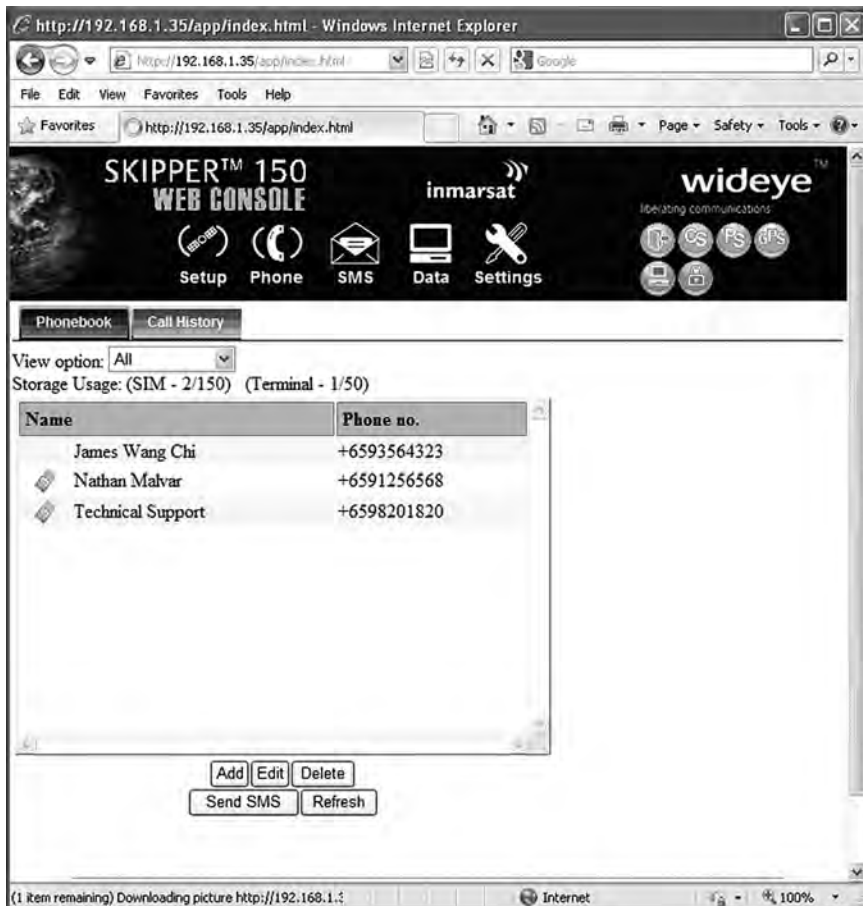 http://192.168.1.35/app/index.html - Windows Internet Explorer
http://192.168.1.35/app/index.html
Google
File Edit View Favorites Tools Help
Favorites
http://192.168.1.35/app/index.html
Page Safety Tools
SKIPPER™ 150
WEB CONSOLE
inmarsat
wideye™
liberating communications
CS PS GPS
Setup Phone SMS Data Settings
Phonebook Call History
View option: All
Storage Usage: (SIM - 2/150) (Terminal - 1/50)
Name Phone no.
James Wang Chi +6593564323
Nathan Malvar +6591256568
Technical Support +6598201820
Add Edit Delete
Send SMS Refresh
(1 item remaining) Downloading picture http://192.168.1.3
Internet
100%